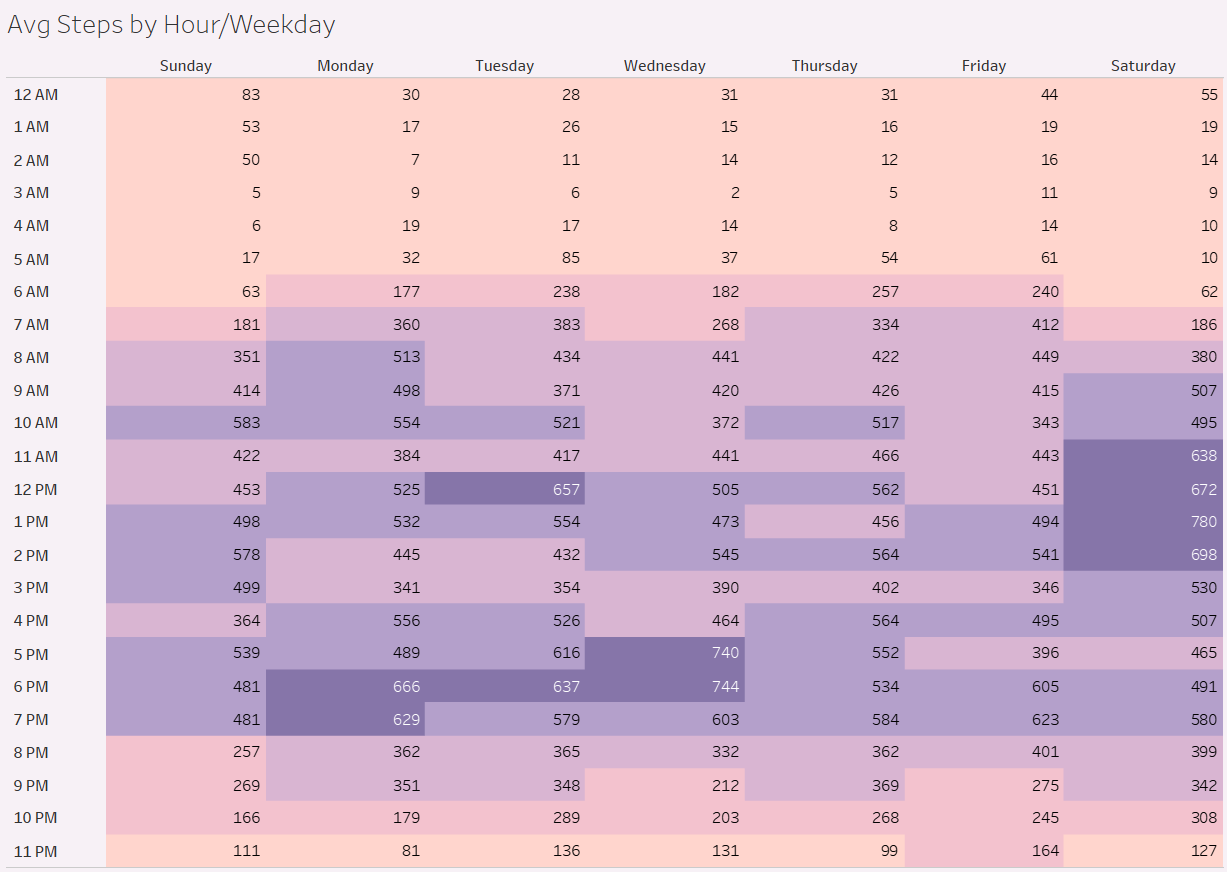 Avg Steps by Hour/Weekday
Sunday Monday Tuesday Wednesday Thursday Friday Saturday
12 AM 83 30 28 31 31 44 55
1 AM 53 17 26 15 16 19 19
2 AM 50 7 11 14 12 16 14
3 AM 5 9 6 2 5 11 9
4 AM 6 19 17 14 8 14 10
5 AM 17 32 85 37 54 61 10
6 AM 63 177 238 182 257 240 62
7 AM 181 360 383 268 334 412 186
8 AM 351 513 434 441 422 449 380
9 AM 414 498 371 420 426 415 507
10 AM 583 554 521 372 517 343 495
11 AM 422 384 417 441 466 443 638
12 PM 453 525 657 505 562 451 672
1 PM 498 532 554 473 456 494 780
2 PM 578 445 432 545 564 541 698
3 PM 499 341 354 390 402 346 530
4 PM 364 556 526 464 564 495 507
5 PM 539 489 616 740 552 396 465
6 PM 481 666 637 744 534 605 491
7 PM 481 629 579 603 584 623 580
8 PM 257 362 365 332 362 401 399
9 PM 269 351 348 212 369 275 342
10 PM 166 179 289 203 268 245 308
11 PM 111 81 136 131 99 164 127